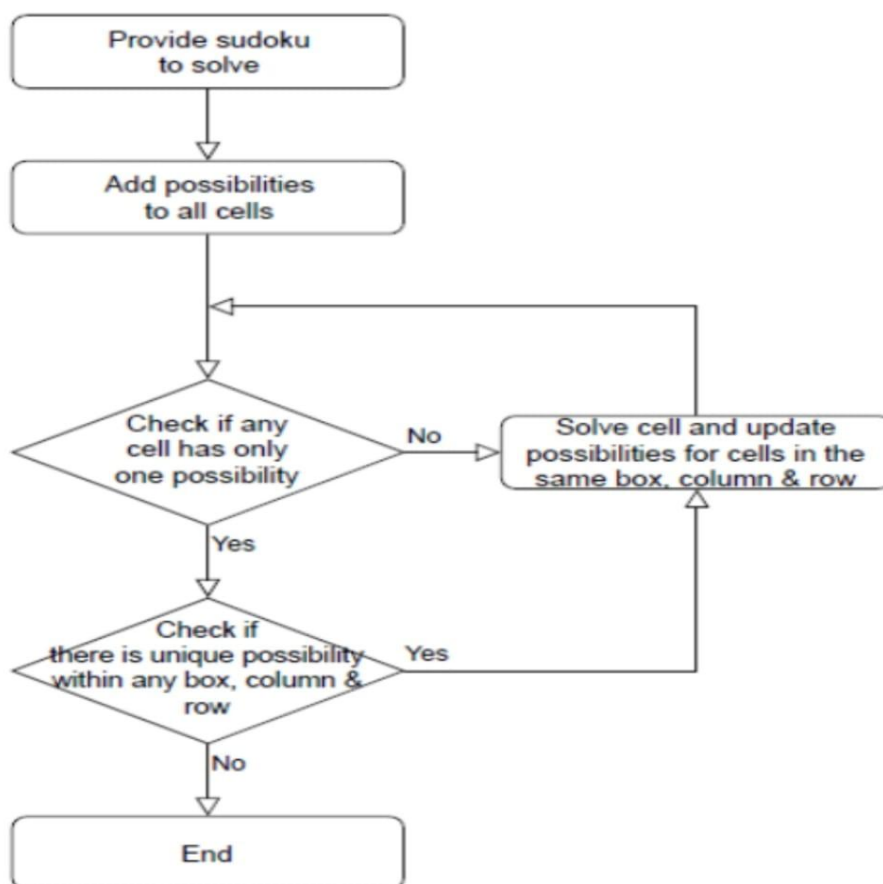 Provide sudoku
to solve
Add possibilities
to all cells
Check if any
cell has only
one possibility
No
Solve cell and update
possibilities for cells in the
same box, column & row
Yes
Check if
there is unique possibility
within any box, column &
row
Yes
No
End